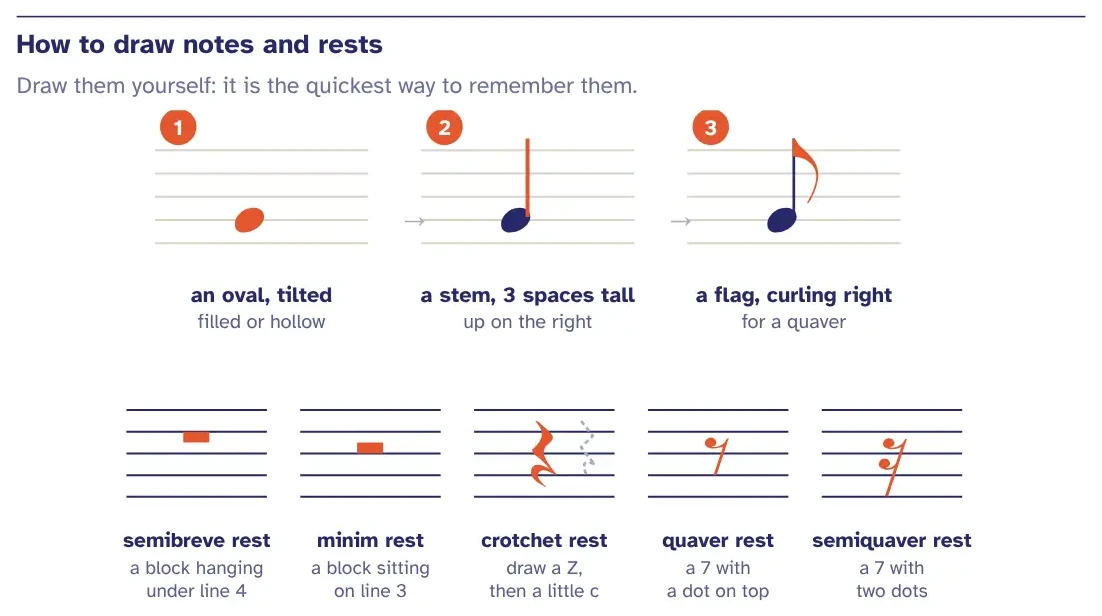 How to draw notes and rests
Draw them yourself: it is the quickest way to remember them.
1
2
3
→
→
an oval, tilted
a stem, 3 spaces tall
a flag, curling right
filled or hollow
up on the right
for a quaver
semibreve rest
minim rest
crotchet rest
quaver rest
semiquaver rest
a block hanging
a block sitting
draw a Z,
a 7 with
a 7 with
under line 4
on line 3
then a little c
a dot on top
two dots